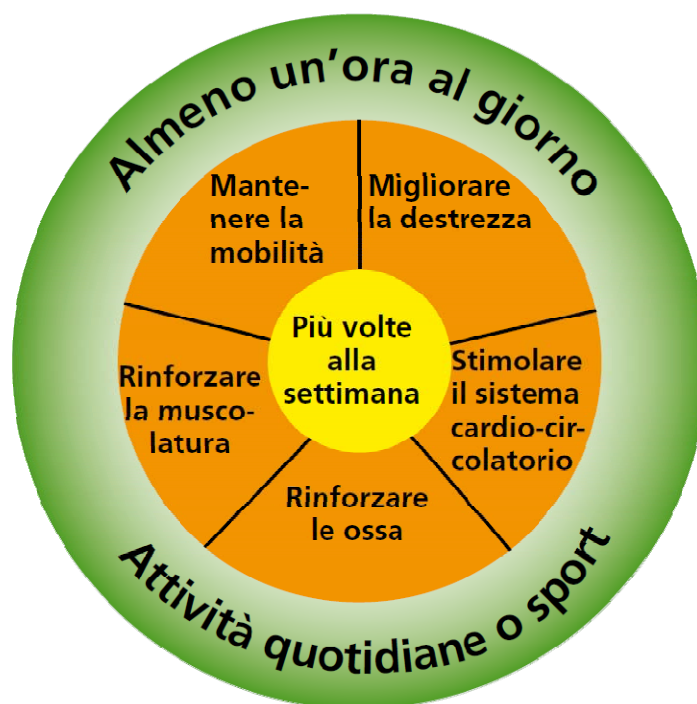 Almeno un'ora al giorno
Mante-
nere la
mobilità
Migliorare
la destrezza
Più volte
alla
settimana
Rinforzare
la musco-
latura
Stimolare
il sistema
cardio-cir-
colatorio
Rinforzare
le ossa
Attività quotidiane o sport